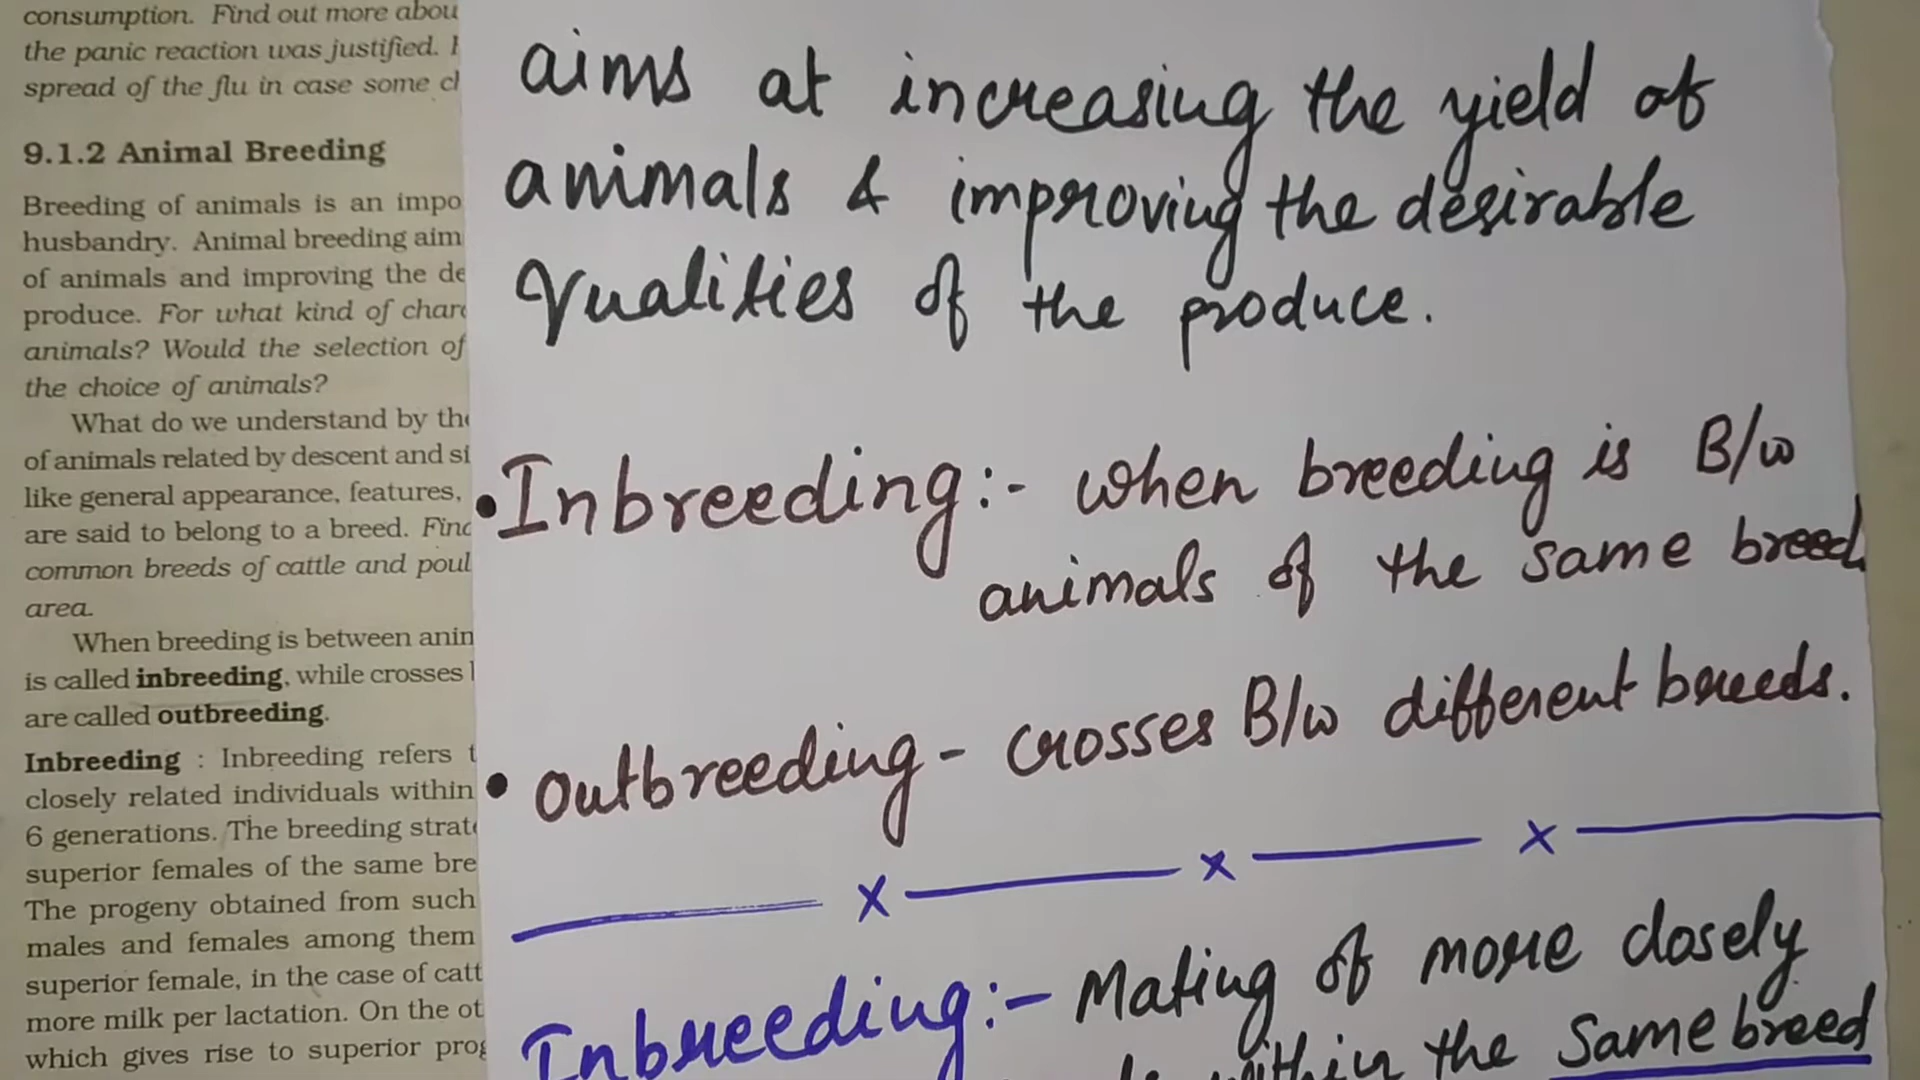 consumption. Find out more abou
the panic reaction was justified.
spread of the flu in case some
9.1.2 Animal Breeding
Breeding of animals is an impo
husbandry. Animal breeding aim
of animals and improving the de
produce. For what kind of char
animals? Would the selection of
the choice of animals?
What do we understand by the
of animals related by descent and si
like general appearance, features,
are said to belong to a breed. Find
common breeds of cattle and poul
area.
When breeding is between anim
is called inbreeding, while crosses
are called outbreeding.
Inbreeding : Inbreeding refers t
closely related individuals within
6 generations. The breeding strate
superior females of the same bre
The progeny obtained from such
males and females among them
superior female, in the case of catt
more milk per lactation. On the ot
which gives rise to superior prog
aims at increasing the yield of
animals & improving the desirable
Qualities of the produce.
• Inbreeding:- when breeding is B/w
animals of the same breed.
• Outbreeding - crosses B/w different breeds.
x x x
Inbreeding:- Mating of more closely
within the same breed